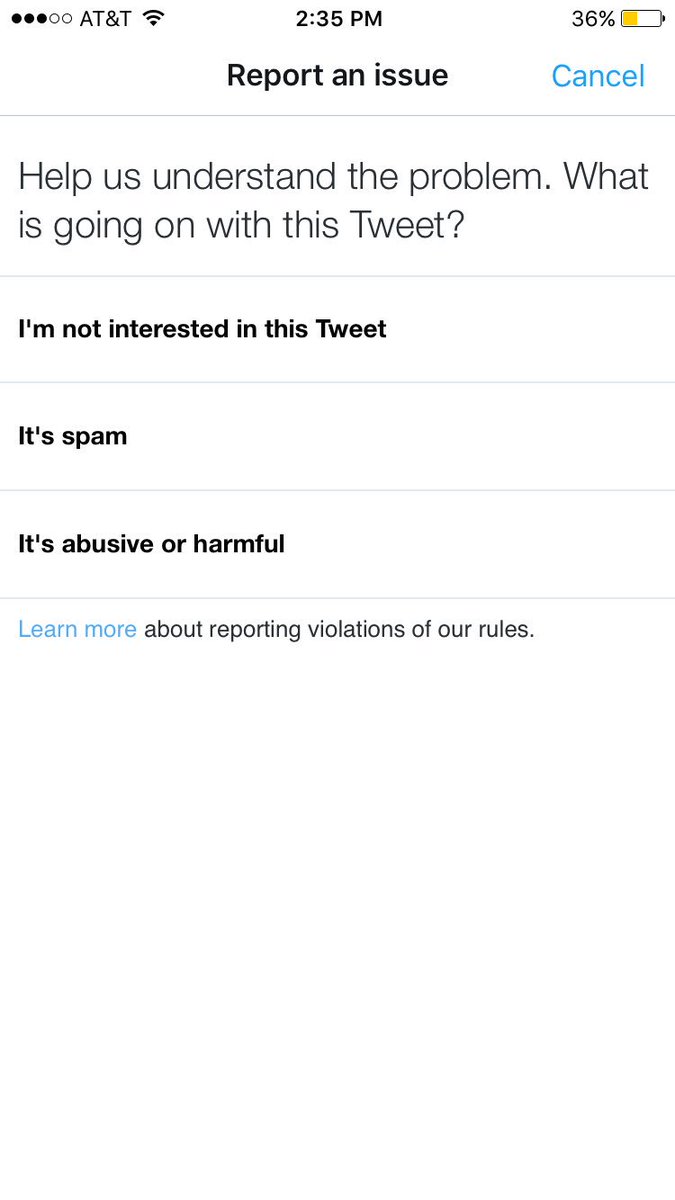 AT&T 2:35 PM 36%
Report an issue Cancel
Help us understand the problem. What
is going on with this Tweet?
I'm not interested in this Tweet
It's spam
It's abusive or harmful
Learn more about reporting violations of our rules.